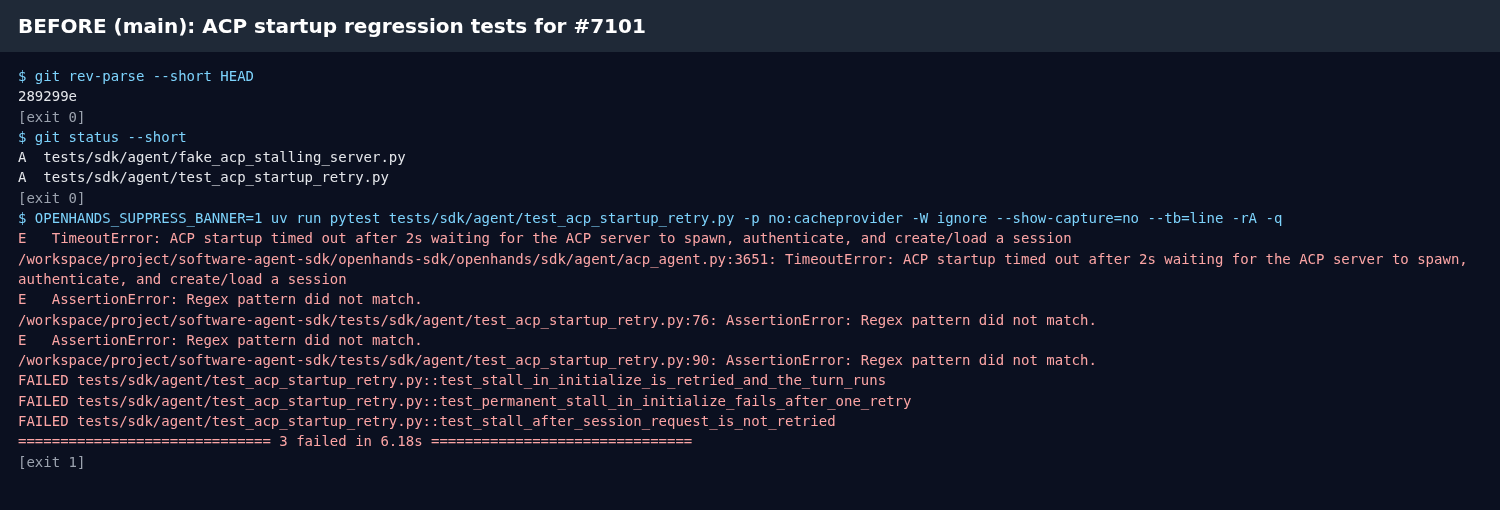 BEFORE (main): ACP startup regression tests for #7101
$ git rev-parse --short HEAD
289299e
[exit 0]
$ git status --short
A  tests/sdk/agent/fake_acp_stalling_server.py
A  tests/sdk/agent/test_acp_startup_retry.py
[exit 0]
$ OPENHANDS_SUPPRESS_BANNER=1 uv run pytest tests/sdk/agent/test_acp_startup_retry.py -p no:cacheprovider -W ignore --show-capture=no --tb=line -rA -q
E   TimeoutError: ACP startup timed out after 2s waiting for the ACP server to spawn, authenticate, and create/load a session
/workspace/project/software-agent-sdk/openhands-sdk/openhands/sdk/agent/acp_agent.py:3651: TimeoutError: ACP startup timed out after 2s waiting for the ACP server to spawn,
authenticate, and create/load a session
E   AssertionError: Regex pattern did not match.
/workspace/project/software-agent-sdk/tests/sdk/agent/test_acp_startup_retry.py:76: AssertionError: Regex pattern did not match.
E   AssertionError: Regex pattern did not match.
/workspace/project/software-agent-sdk/tests/sdk/agent/test_acp_startup_retry.py:90: AssertionError: Regex pattern did not match.
FAILED tests/sdk/agent/test_acp_startup_retry.py::test_stall_in_initialize_is_retried_and_the_turn_runs
FAILED tests/sdk/agent/test_acp_startup_retry.py::test_permanent_stall_in_initialize_fails_after_one_retry
FAILED tests/sdk/agent/test_acp_startup_retry.py::test_stall_after_session_request_is_not_retried
============================== 3 failed in 6.18s ===============================
[exit 1]